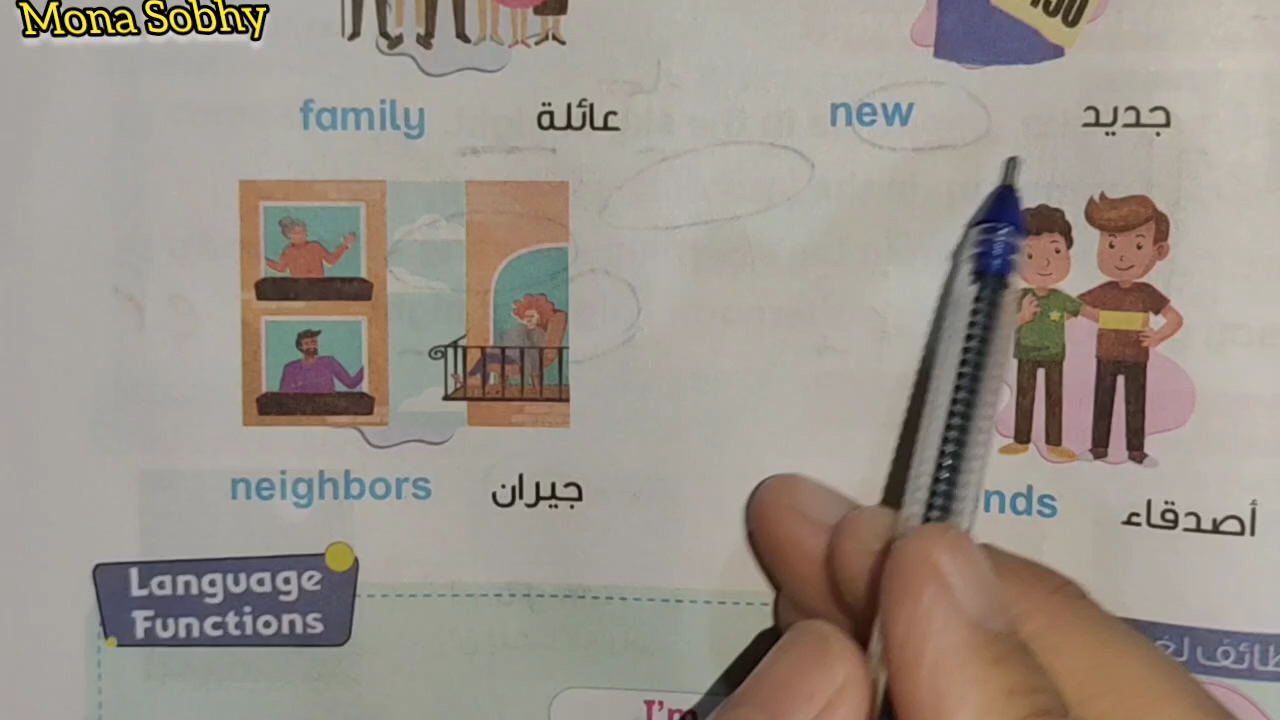 Mona Sobhy
family عائلة
new جديد
neighbors جيران
nds أصدقاء
Language
Functions
I'm